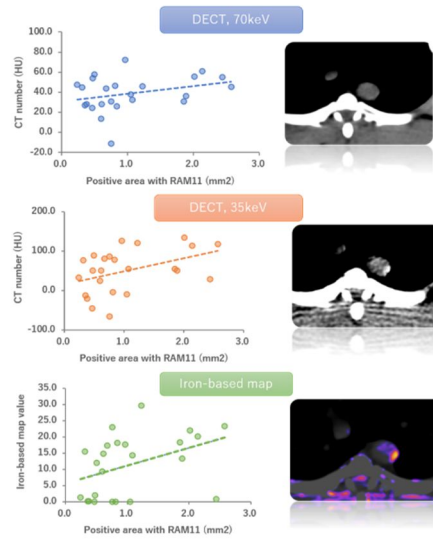 DECT, 70keV
CT number (HU)
100.0
80.0
60.0
40.0
20.0
0.0
-20.0
0.0 1.0 2.0 3.0
Positive area with RAM11 (mm2)
DECT, 35keV
CT number (HU)
200.0
100.0
0.0
-100.0
0.0 1.0 2.0 3.0
Positive area with RAM11 (mm2)
Iron-based map
Iron-based map value
35.0
30.0
25.0
20.0
15.0
10.0
5.0
0.0
0.0 1.0 2.0 3.0
Positive area with RAM11 (mm2)